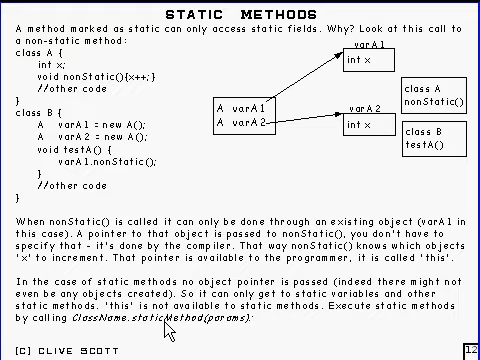 STATIC METHODS
A method marked as static can only access static fields. Why? Look at this call to
a non-static method:
class A {
int x;
void nonStatic(){x++;}
//other code
}
class B {
A varA1 = new A();
A varA2 = new A();
void testA() {
varA1.nonStatic();
}
//other code
}
varA1
int x
A varA1
A varA2
varA2
int x
class A
nonStatic()
class B
testA()
When nonStatic() is called it can only be done through an existing object (varA1 in
this case). A pointer to that object is passed to nonStatic(), you don't have to
specify that - it's done by the compiler. That way nonStatic() knows which objects
'x' to increment. That pointer is available to the programmer, it is called 'this'.
In the case of static methods no object pointer is passed (indeed there might not
even be any objects created). So it can only get to static variables and other
static methods. 'this' is not available to static methods. Execute static methods
by calling ClassName.staticMethod(params);
(C) CLIVE SCOTT
12